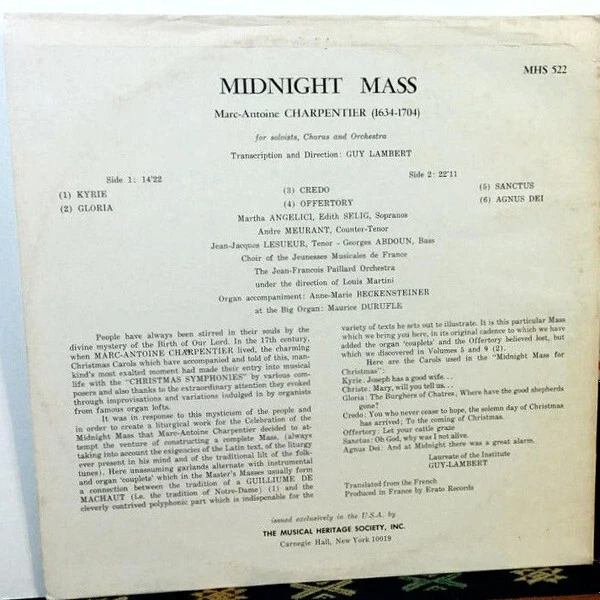 MHS 522
MIDNIGHT MASS
Marc-Antoine CHARPENTIER (1634-1704)
for soloists, Chorus and Orchestra
Transcription and Direction: GUY LAMBERT
Side 1: 14'22
Side 2: 22'11
(1) KYRIE
(2) GLORIA
(3) CREDO
(4) OFFERTORY
(5) SANCTUS
(6) AGNUS DEI
Martha ANGELICI, Edith SELIG, Sopranos
Andre MEURANT, Counter-Tenor
Jean-Jacques LESUEUR, Tenor - Georges ABDOUN, Bass
Choir of the Jeunesses Musicales de France
The Jean-Francois Paillard Orchestra
under the direction of Louis Martini
Organ accompaniment: Anne-Marie BECKENSTEINER
at the Big Organ: Maurice DURUFLE
People have always been stirred in their souls by the
divine mystery of the Birth of Our Lord. In the 17th century,
when MARC-ANTOINE CHARPENTIER lived, the charming
Christmas Carols which have accompanied and told of this, man-
kind's most exalted moment had made their entry into musical
life with the "CHRISTMAS SYMPHONIES" by various com-
posers and also thanks to the extraordinary attention they evoked
through improvisations and variations indulged in by organists
from famous organ lofts.
It was in response to this mysticism of the people and
in order to create a liturgical work for the Celebration of the
Midnight Mass that Marc-Antoine Charpentier decided to at-
tempt the venture of constructing a complete Mass, (always
taking into account the exigencies of the Latin text, of the liturgy
ever present in his mind and of the traditional lilt of the folk-
tunes). Here unassuming garlands alternate with instrumental
and organ 'couplets' which in the Master's Masses usually form
a connection between the tradition of a GUILLIUME DE
MACHAUT (i.e. the tradition of Notre-Dame) (1) and the
cleverly contrived polyphonic part which is indispensable for the
variety of texts he sets out to illustrate. It is this particular Mass
which we bring you here, in its original cadence to which we have
added the organ 'couplets' and the Offertory believed lost, but
which we discovered in Volumes 5 and 9 (2).
Here are the Carols used in the "Midnight Mass for
Christmas":
Kyrie: Joseph has a good wife...
Christe: Mary, will you tell us...
Gloria: The Burghers of Chatres; Where have the good shepherds
gone?
Credo: You who never cease to hope, the solemn day of Christmas
has arrived; To the coming of Christmas.
Offertory: Let your cattle graze
Sanctus: Oh God, why was I not alive.
Agnus Dei: And at Midnight there was a great alarm.
Laureate of the Institute
GUY-LAMBERT
Translated from the French
Produced in France by Erato Records
issued exclusively in the U.S.A. by
THE MUSICAL HERITAGE SOCIETY, INC.
Carnegie Hall, New York 10019